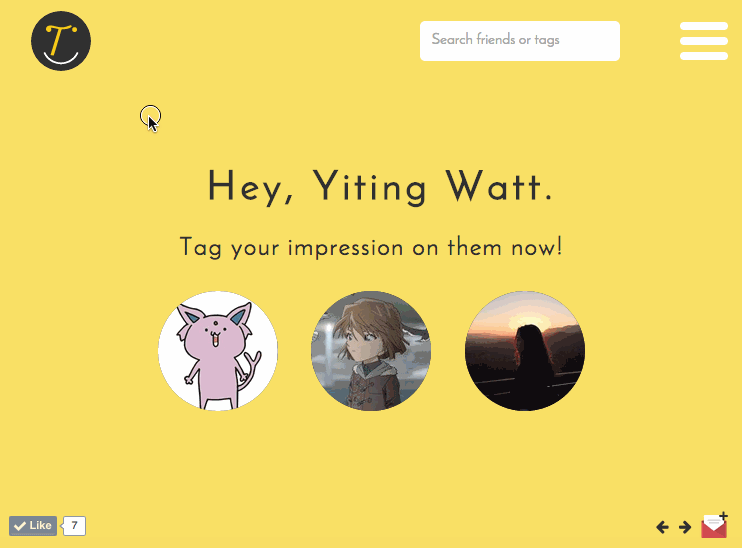 T
Search friends or tags
Hey, Yiting Watt.
Tag your impression on them now!
Like 7